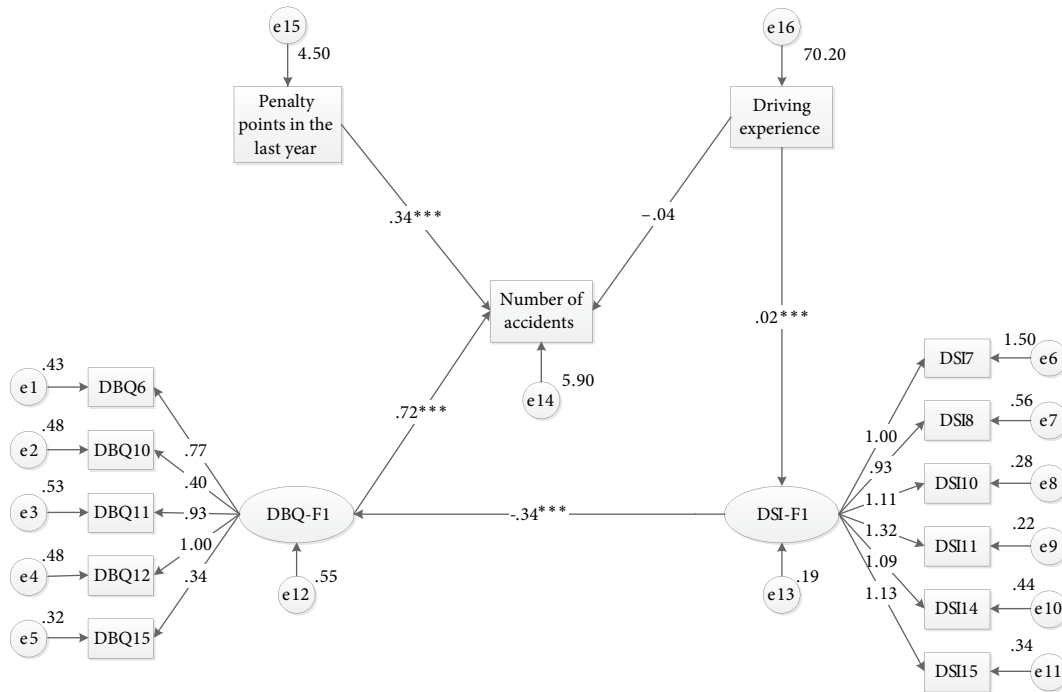 e15
4.50
Penalty
points in the
last year
e16
70.20
Driving
experience
.34***
-.04
Number of
accidents
e14
5.90
.02***
.72***
.43
e1
DBQ6
.48
e2
DBQ10
.53
e3
DBQ11
.48
e4
DBQ12
.32
e5
DBQ15
.77
.40
.93
1.00
.34
DBQ-F1
e12
.55
-.34***
DSI-F1
e13
.19
1.00
.93
1.11
1.32
1.09
1.13
DSI7
1.50
e6
DSI8
.56
e7
DSI10
.28
e8
DSI11
.22
e9
DSI14
.44
e10
DSI15
.34
e11